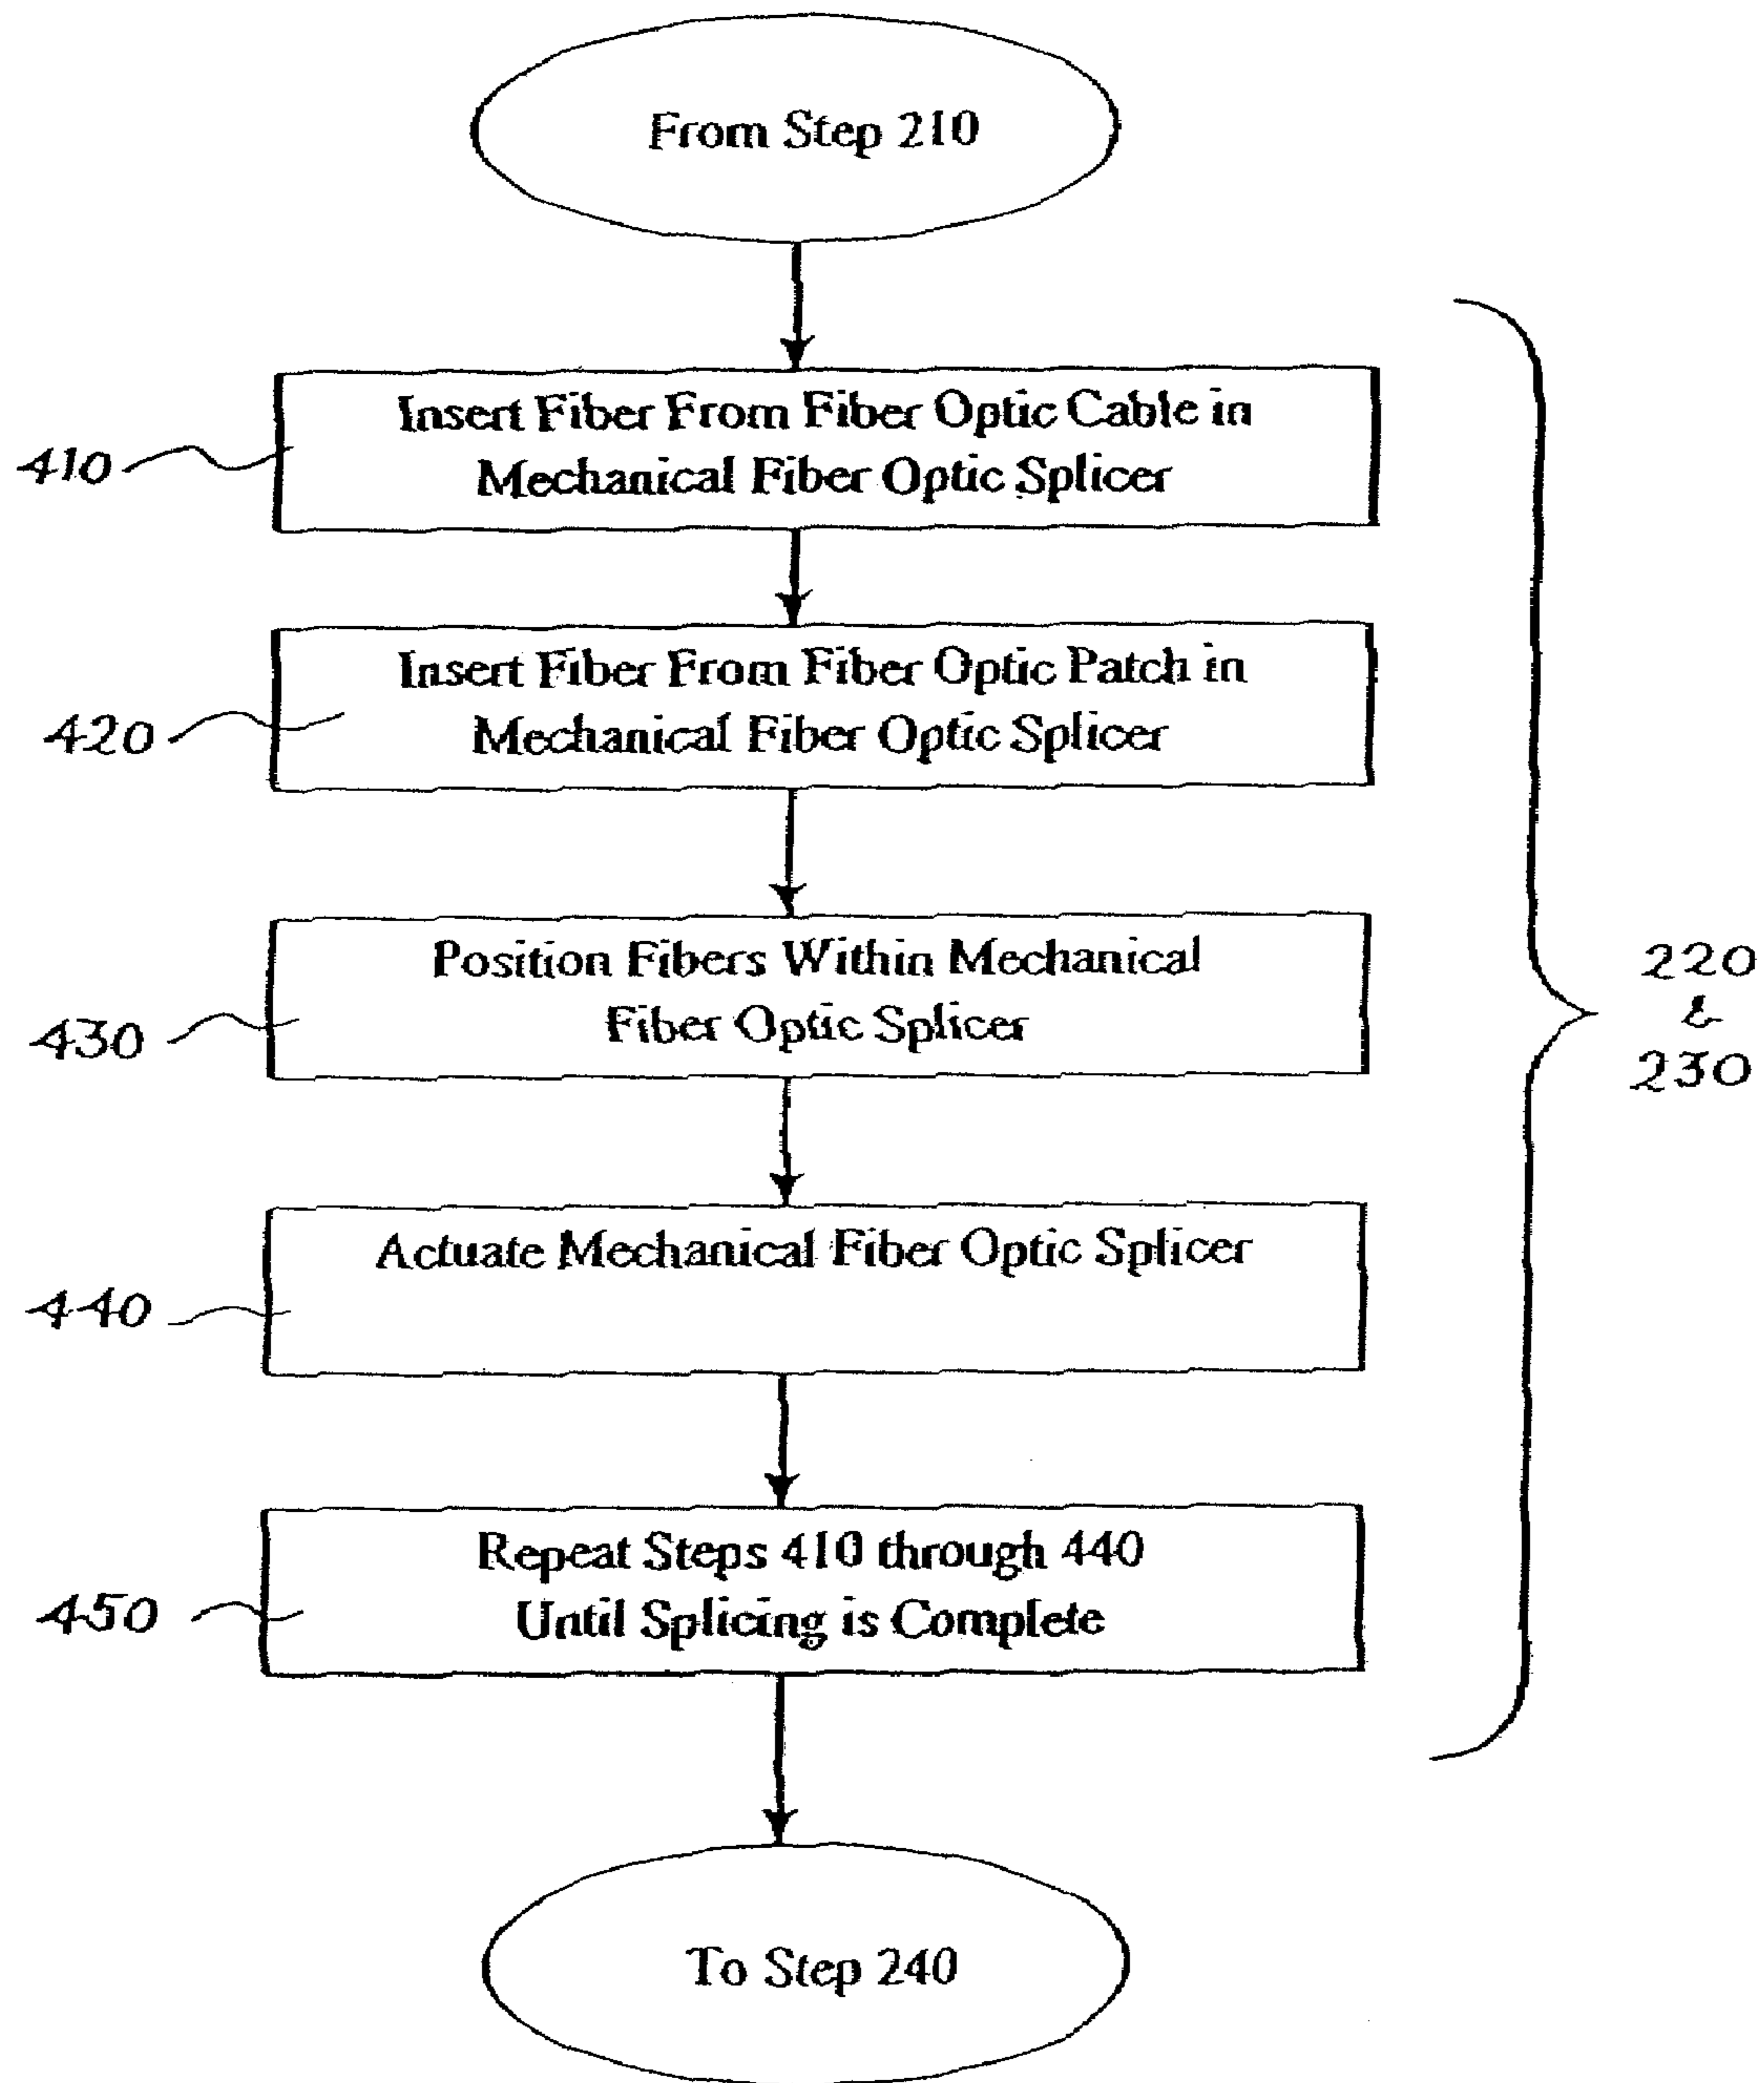 From Step 210
Insert Fiber From Fiber Optic Cable in
Mechanical Fiber Optic Splicer
410
Insert Fiber From Fiber Optic Patch in
Mechanical Fiber Optic Splicer
420
Position Fibers Within Mechanical
Fiber Optic Splicer
430
220
&
230
Actuate Mechanical Fiber Optic Splicer
440
Repeat Steps 410 through 440
Until Splicing is Complete
450
To Step 240